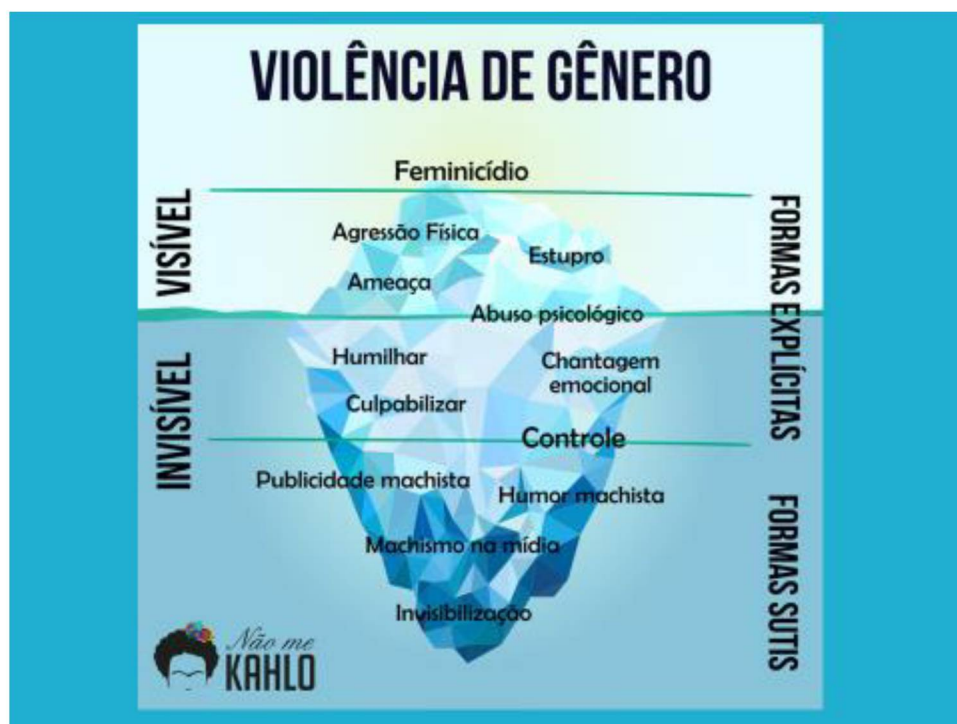 VIOLÊNCIA DE GÊNERO
Feminicídio
VISÍVEL
FORMAS EXPLÍCITAS
Agressão Física
Estupro
Ameaça
Abuso psicológico
INVISÍVEL
Humilhar
Chantagem
emocional
Culpabilizar
Controle
FORMAS SUTIS
Publicidade machista
Humor machista
Machismo na mídia
Invisibilização
Não me
KAHLO